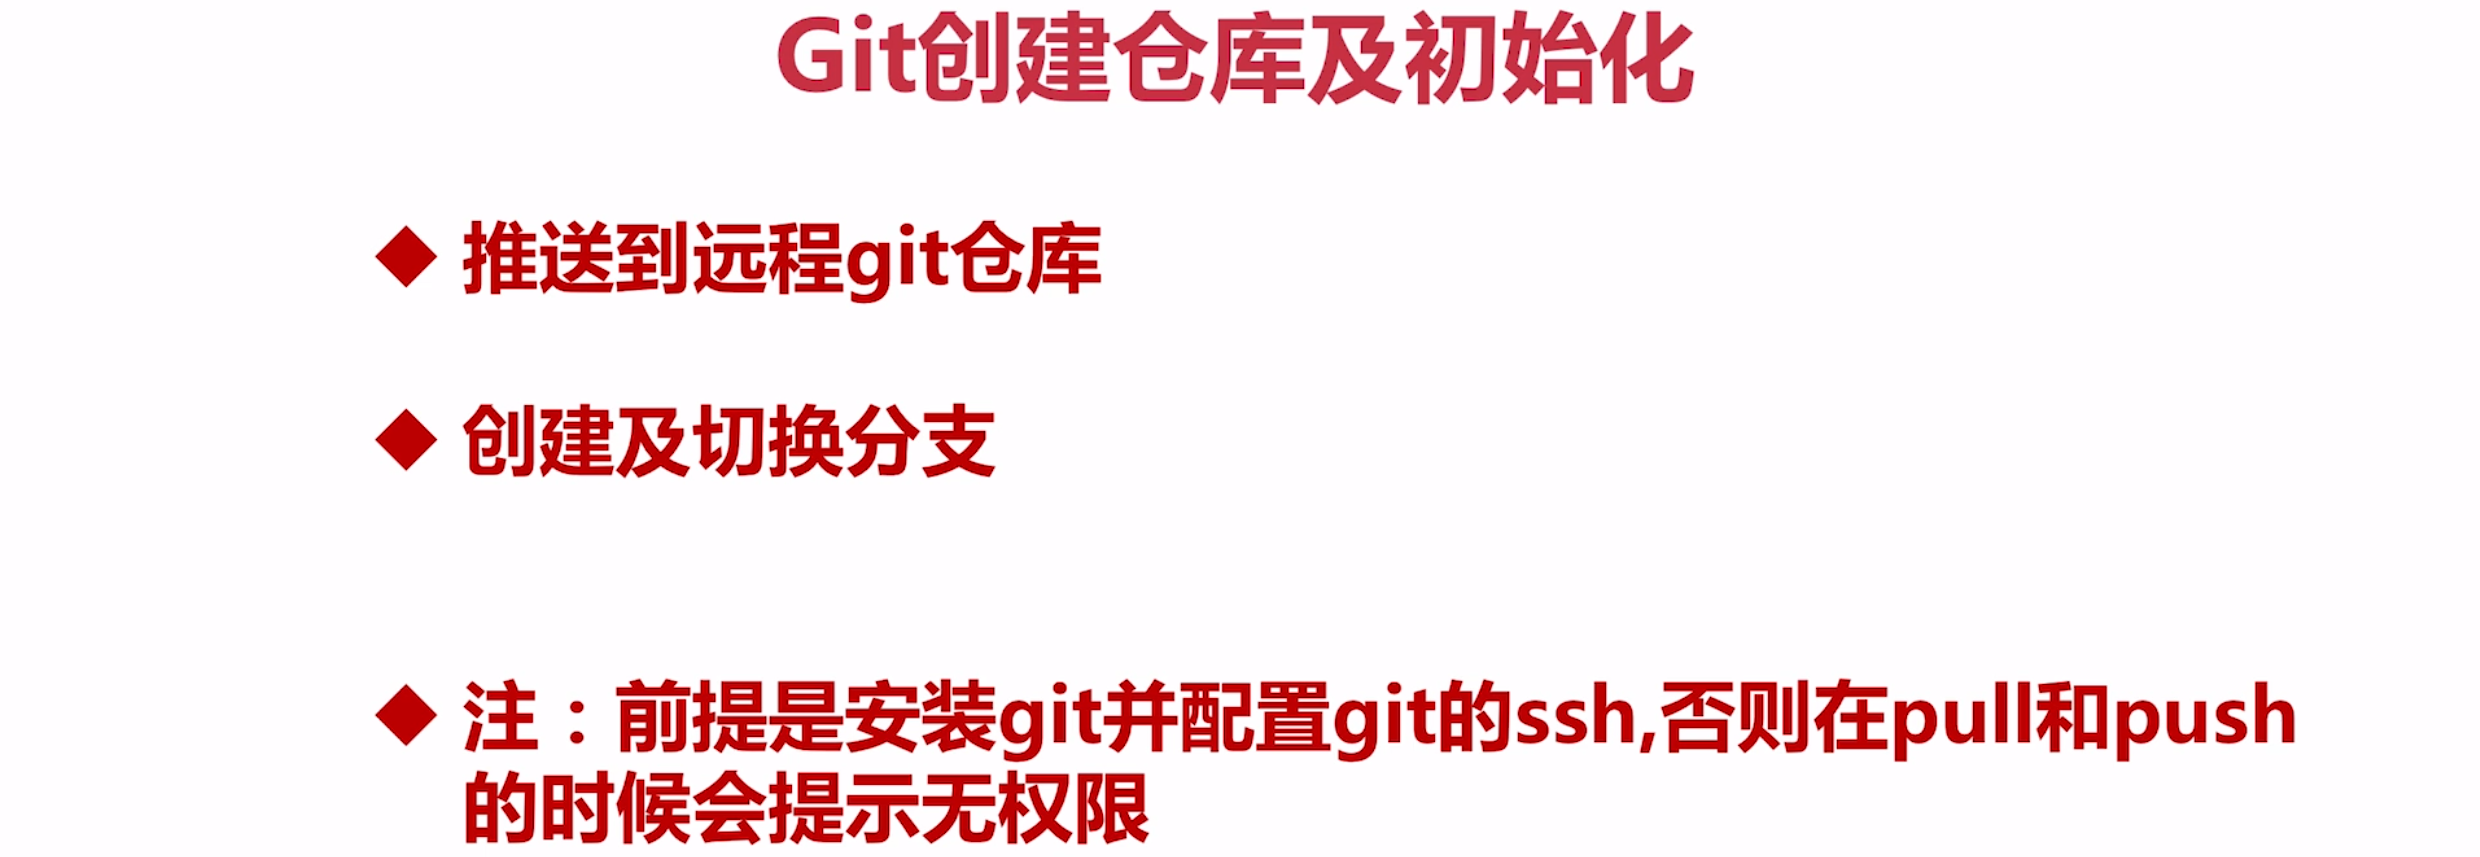 Git创建仓库及初始化
推送到远程git仓库
创建及切换分支
注：前提是安装git并配置git的ssh,否则在pull和push
的时候会提示无权限